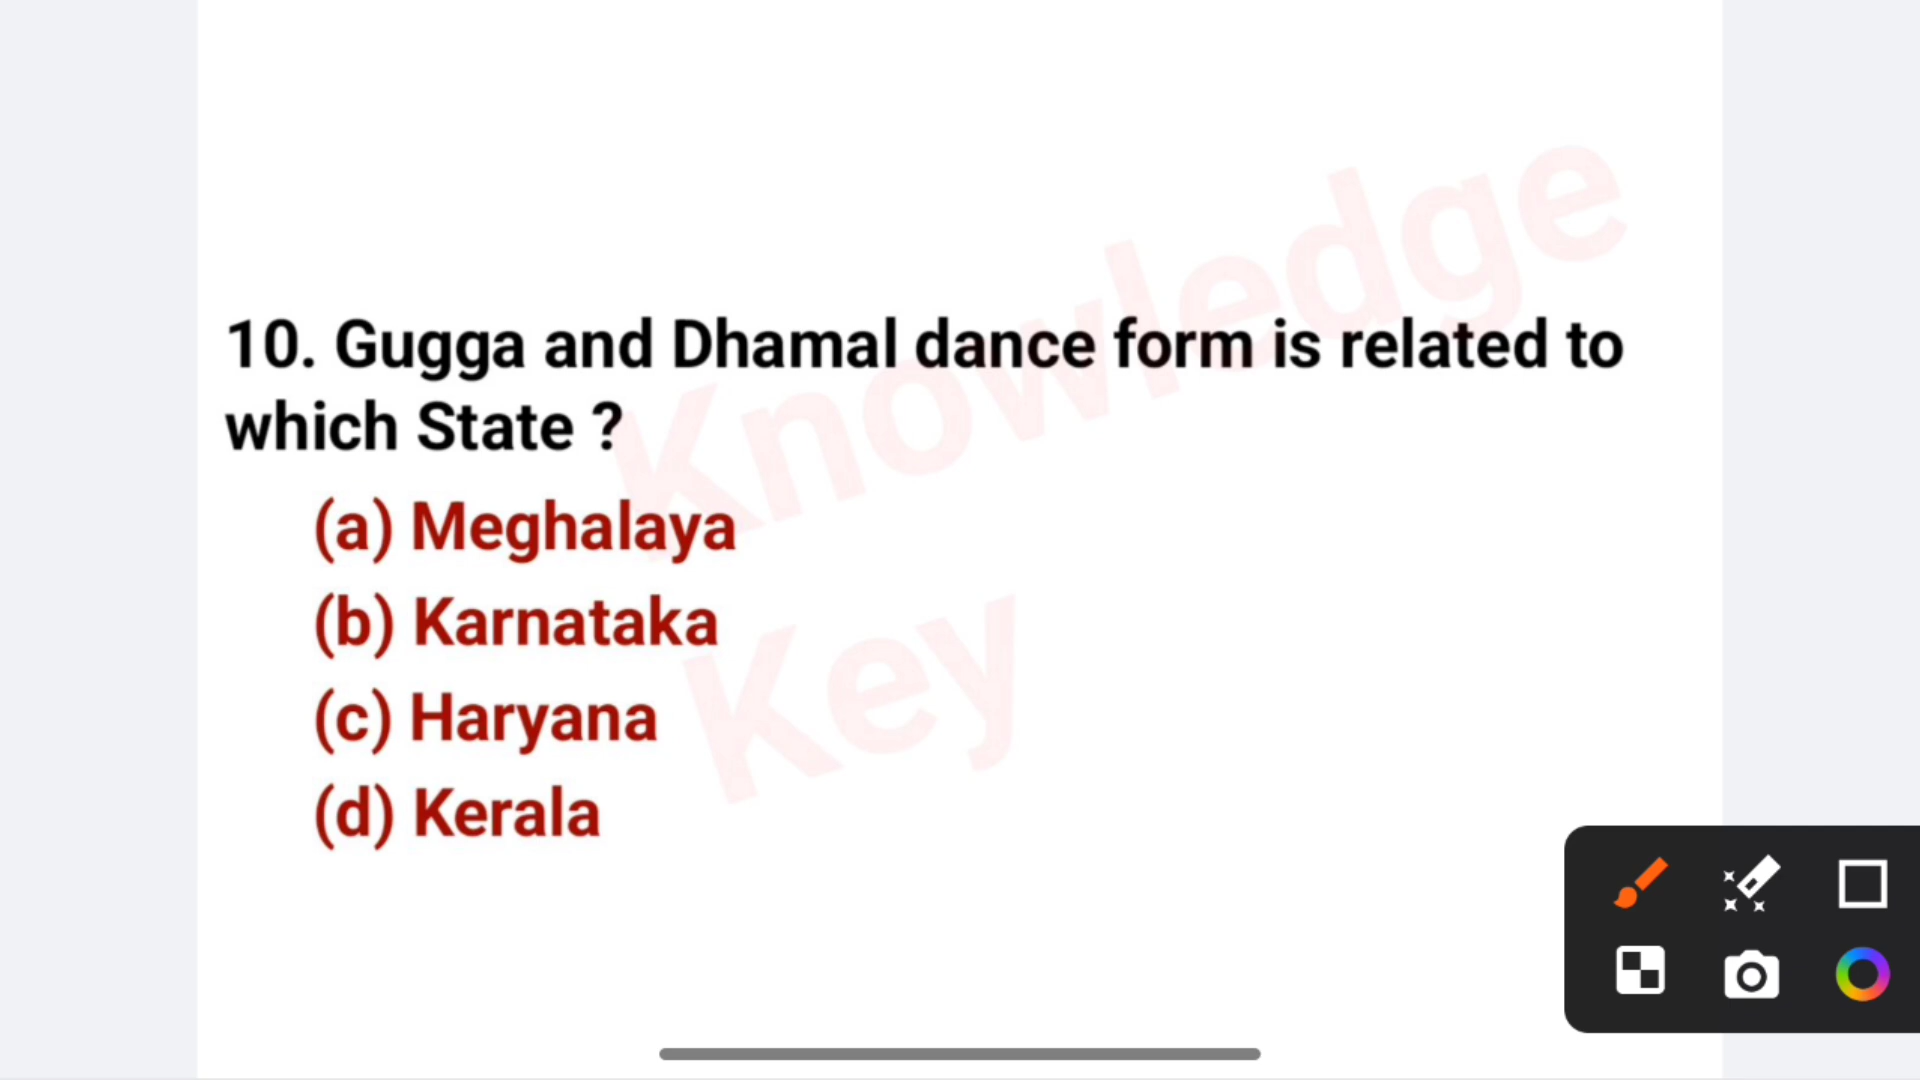 10. Gugga and Dhamal dance form is related to
which State ?
(a) Meghalaya
(b) Karnataka
(c) Haryana
(d) Kerala
Knowledge
Key